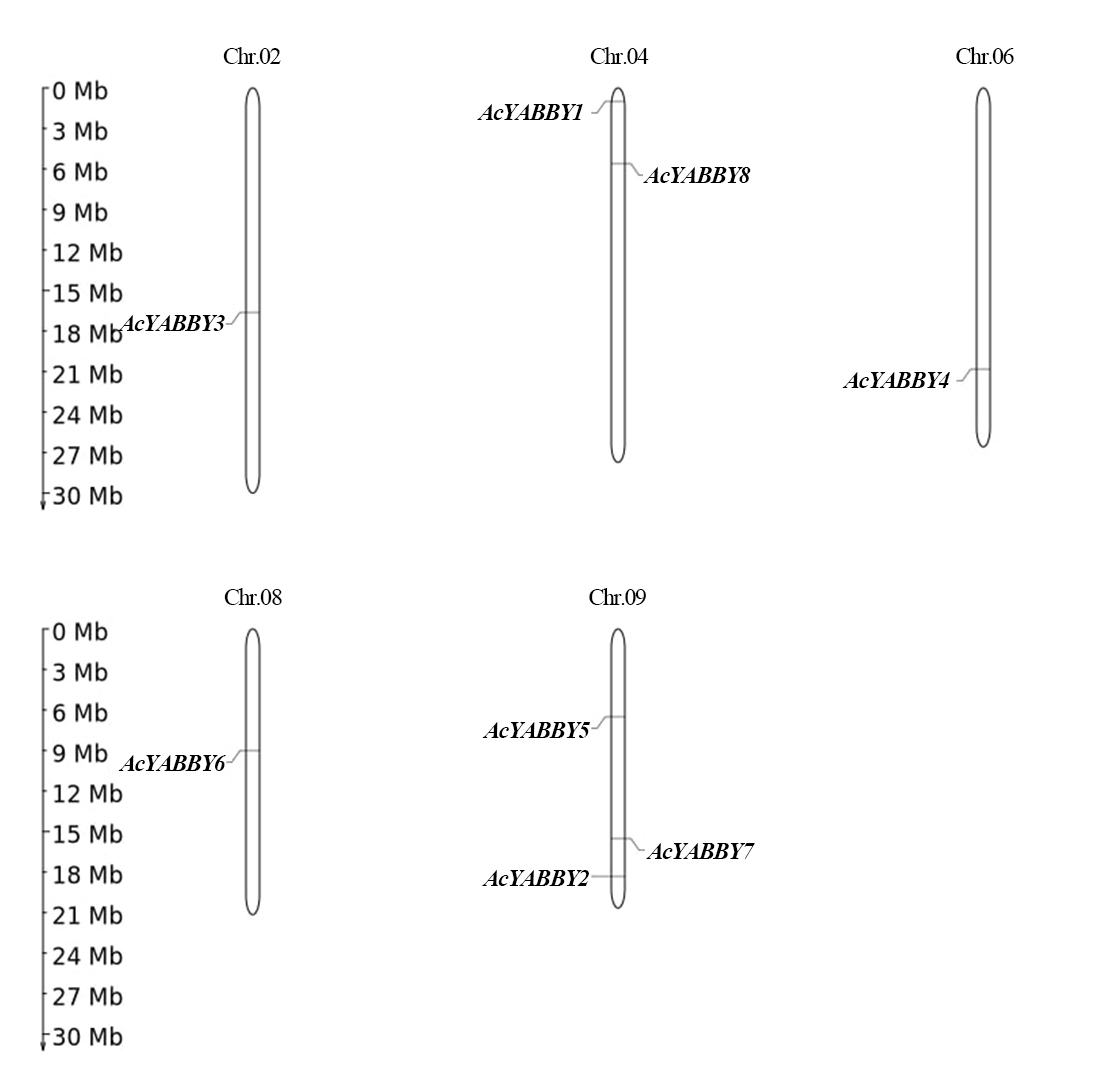 Chr.02
Chr.04
Chr.06
0 Mb
3 Mb
6 Mb
9 Mb
12 Mb
15 Mb
18 Mb
21 Mb
24 Mb
27 Mb
30 Mb
AcYABBY3
AcYABBY1
AcYABBY8
AcYABBY4
Chr.08
Chr.09
0 Mb
3 Mb
6 Mb
9 Mb
12 Mb
15 Mb
18 Mb
21 Mb
24 Mb
27 Mb
30 Mb
AcYABBY6
AcYABBY5
AcYABBY7
AcYABBY2